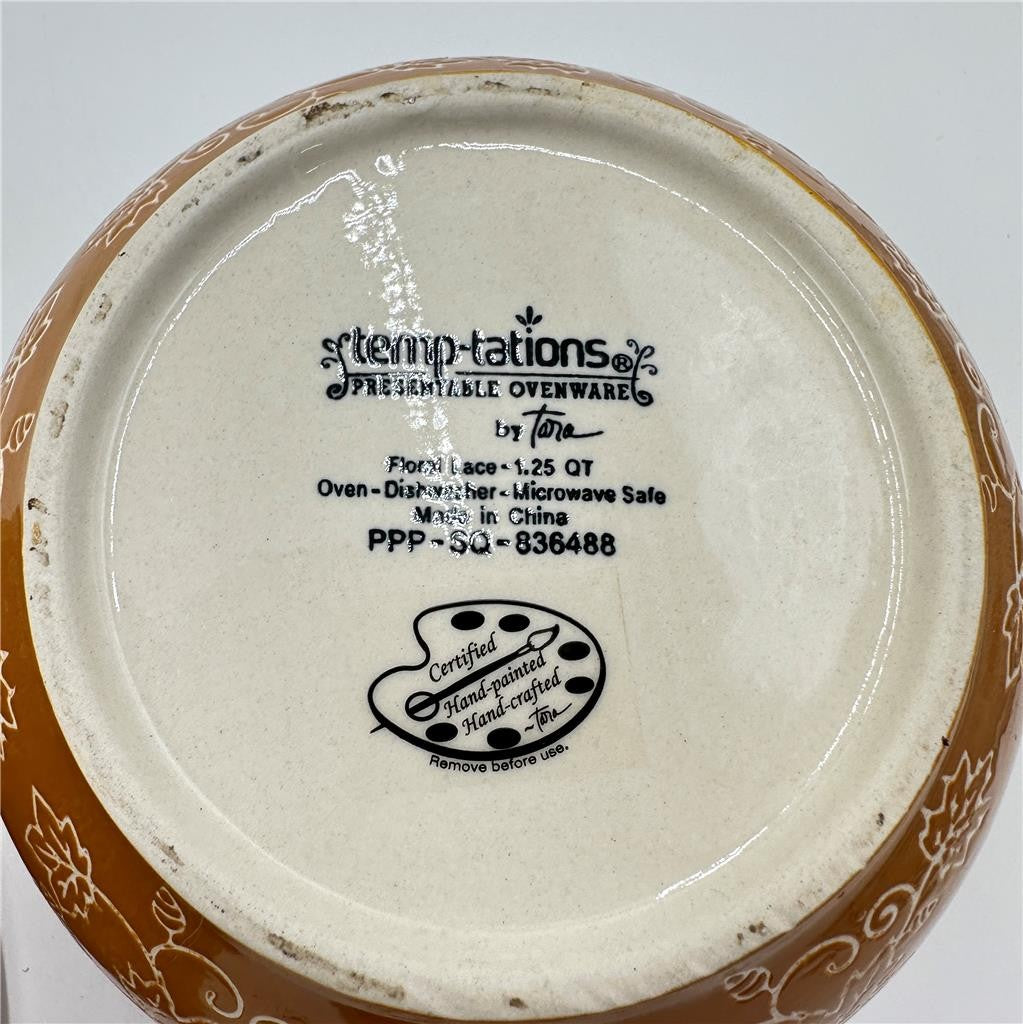 temp-tations®
PRESENTABLE OVENWARE
by Tara
Floral Lace - 1.25 QT
Oven - Dishwasher - Microwave Safe
Made in China
PPP - SQ - 836488
Certified
Hand-painted
Hand-crafted
~Tara
Remove before use.